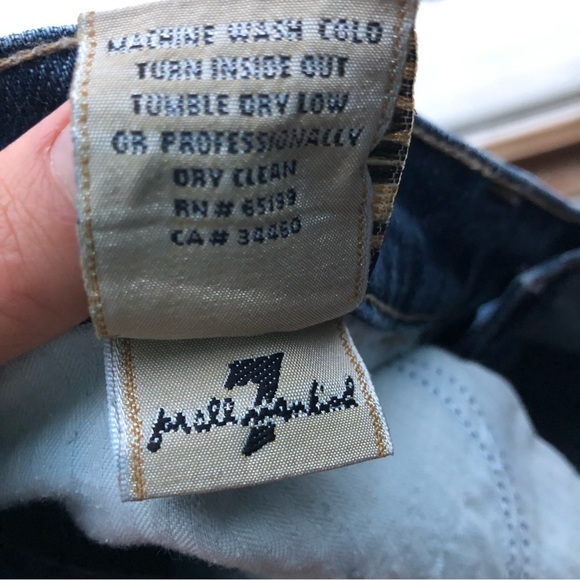 MACHINE WASH COLD
TURN INSIDE OUT
TUMBLE DRY LOW
OR PROFESSIONALLY
DRY CLEAN
RN# 65139
CA# 34460
7
for all mankind